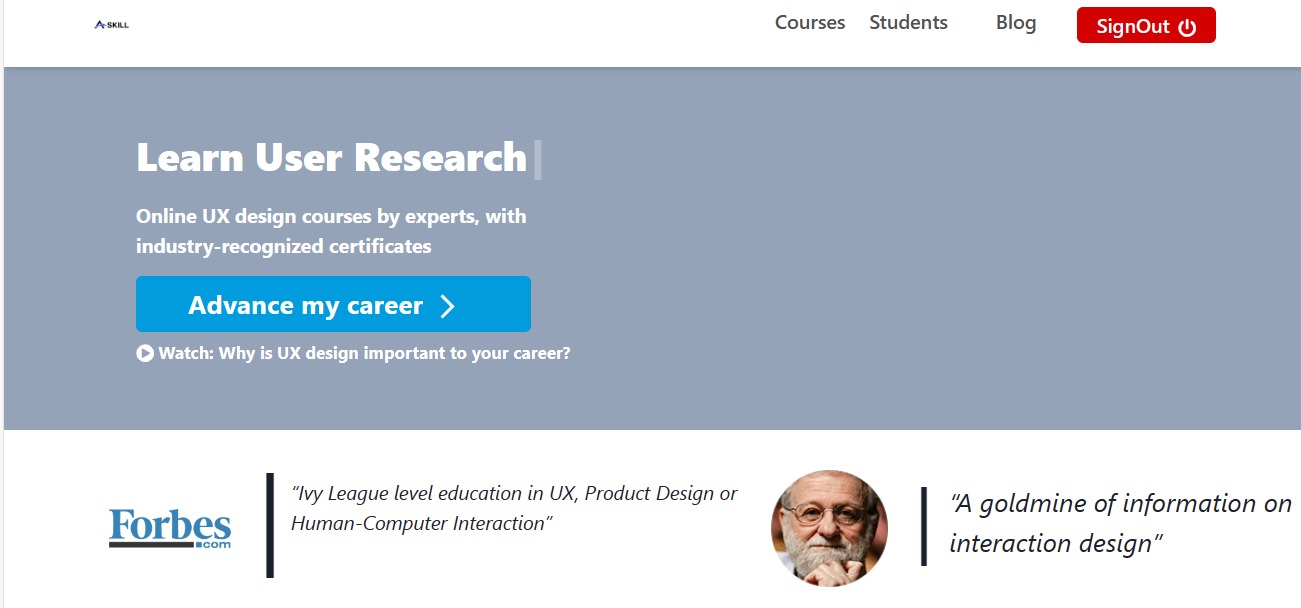 A-SKILL
Courses Students Blog SignOut
Learn User Research
Online UX design courses by experts, with
industry-recognized certificates
Advance my career
Watch: Why is UX design important to your career?
Forbes
.com
“Ivy League level education in UX, Product Design or
Human-Computer Interaction”
“A goldmine of information on
interaction design”